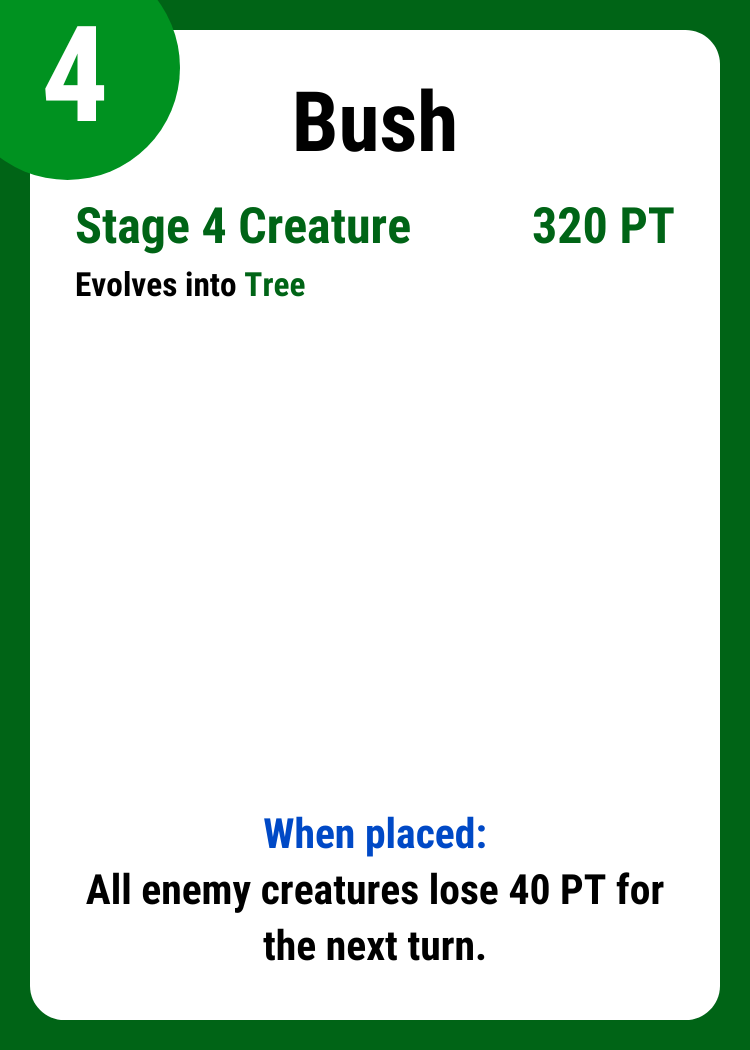 4
Bush
Stage 4 Creature 320 PT
Evolves into Tree
When placed:
All enemy creatures lose 40 PT for
the next turn.